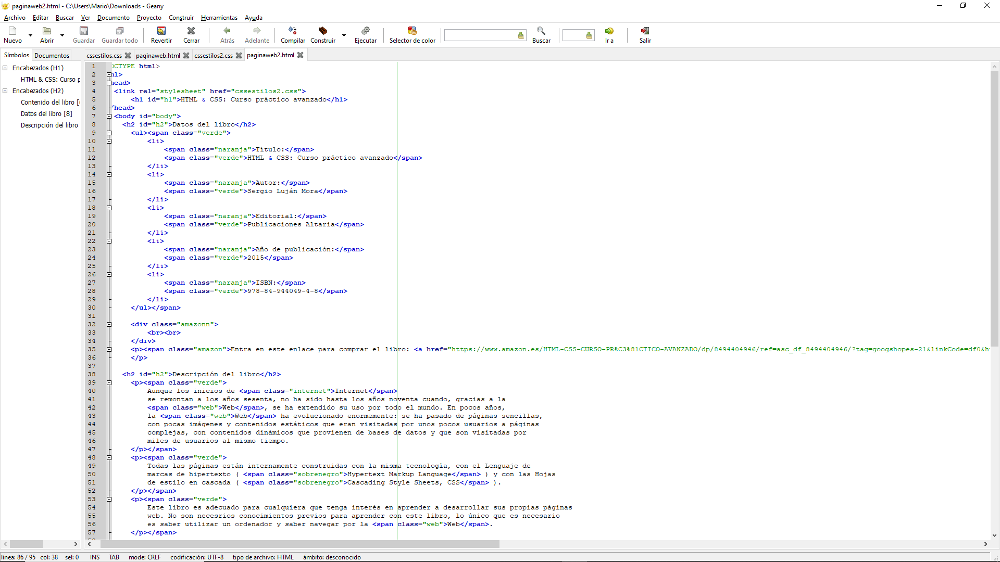 paginaweb2.html - C:\Users\Mario\Downloads - Geany
Archivo Editar Buscar Ver Documento Proyecto Construir Herramientas Ayuda
Nuevo Abrir Guardar Guardar todo Revertir Cerrar Atrás Adelante Compilar Construir Ejecutar Selector de color Buscar Ir a Salir
Símbolos Documentos
cssestilos.css paginaweb.html cssestilos2.css paginaweb2.html
Encabezados (H1)
HTML & CSS: Curso p
Encabezados (H2)
Contenido del libro [
Datos del libro [8]
Descripción del libro
1 OCTYPE html>
2 ml>
3 head>
4 <link rel="stylesheet" href="cssestilos2.css">
5 <h1 id="h1">HTML & CSS: Curso práctico avanzado</h1>
6 /head>
7 <body id="body">
8 <h2 id="h2">Datos del libro</h2>
9 <ul><span class="verde">
10 <li>
11 <span class="naranja">Título:</span>
12 <span class="verde">HTML & CSS: Curso práctico avanzado</span>
13 </li>
14 <li>
15 <span class="naranja">Autor:</span>
16 <span class="verde">Sergio Luján Mora</span>
17 </li>
18 <li>
19 <span class="naranja">Editorial:</span>
20 <span class="verde">Publicaciones Altaria</span>
21 </li>
22 <li>
23 <span class="naranja">Año de publicación:</span>
24 <span class="verde">2015</span>
25 </li>
26 <li>
27 <span class="naranja">ISBN:</span>
28 <span class="verde">978-84-944049-4-8</span>
29 </li>
30 </ul></span>
31
32 <div class="amazonn">
33 <br><br>
34 </div>
35 <p><span class="amazon">Entra en este enlace para comprar el libro: <a href="https://www.amazon.es/HTML-CSS-CURSO-PR%C3%81CTICO-AVANZADO/dp/8494404946/ref=asc_df_8494404946/?tag=googshopes-21&linkCode=df0&h
36 </p>
37
38 <h2 id="h2">Descripción del libro</h2>
39 <p><span class="verde">
40 Aunque los inicios de <span class="internet">Internet</span>
41 se remontan a los años sesenta, no ha sido hasta los años noventa cuando, gracias a la
42 <span class="web">Web</span>, se ha extendido su uso por todo el mundo. En pocos años,
43 la <span class="web">Web</span> ha evolucionado enormemente: se ha pasado de páginas sencillas,
44 con pocas imágenes y contenidos estáticos que eran visitadas por unos pocos usuarios a páginas
45 complejas, con contenidos dinámicos que provienen de bases de datos y que son visitadas por
46 miles de usuarios al mismo tiempo.
47 </p></span>
48 <p><span class="verde">
49 Todas las páginas están internamente construidas con la misma tecnología, con el Lenguaje de
50 marcas de hipertexto ( <span class="sobrenegro">Hypertext Markup Language</span> ) y con las Hojas
51 de estilo en cascada ( <span class="sobrenegro">Cascading Style Sheets, CSS</span> ).
52 </p></span>
53 <p><span class="verde">
54 Este libro es adecuado para cualquiera que tenga interés en aprender a desarrollar sus propias páginas
55 web. No son necesrios conocimientos previos para aprender con este libro, lo único que es necesario
56 es saber utilizar un ordenador y saber navegar por la <span class="web">Web</span>.
57 </p></span>
línea: 86 / 95 col: 38 sel: 0 INS TAB mode: CRLF codificación: UTF-8 tipo de archivo: HTML ámbito: desconocido